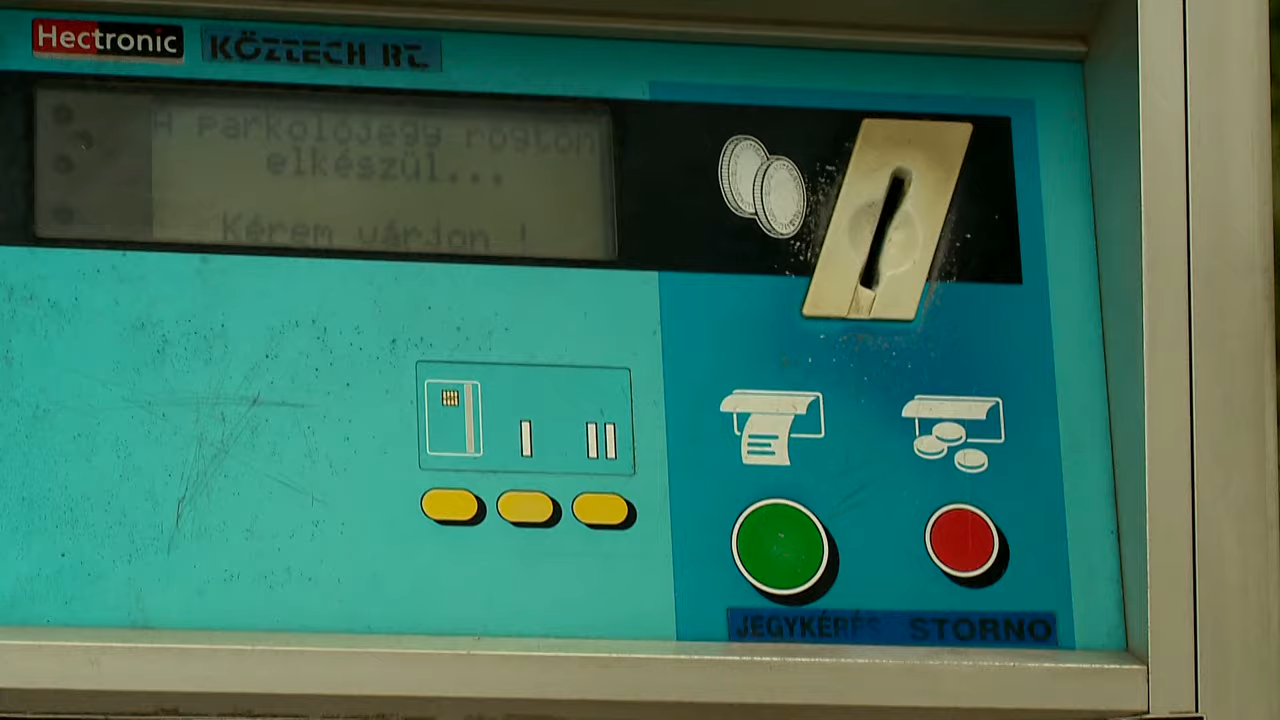 Hectronic
KÖZTECH RT.
A parkolójegy rögtön
elkészül...
Kérem várjon !
JEGYKÉRÉS STORNO